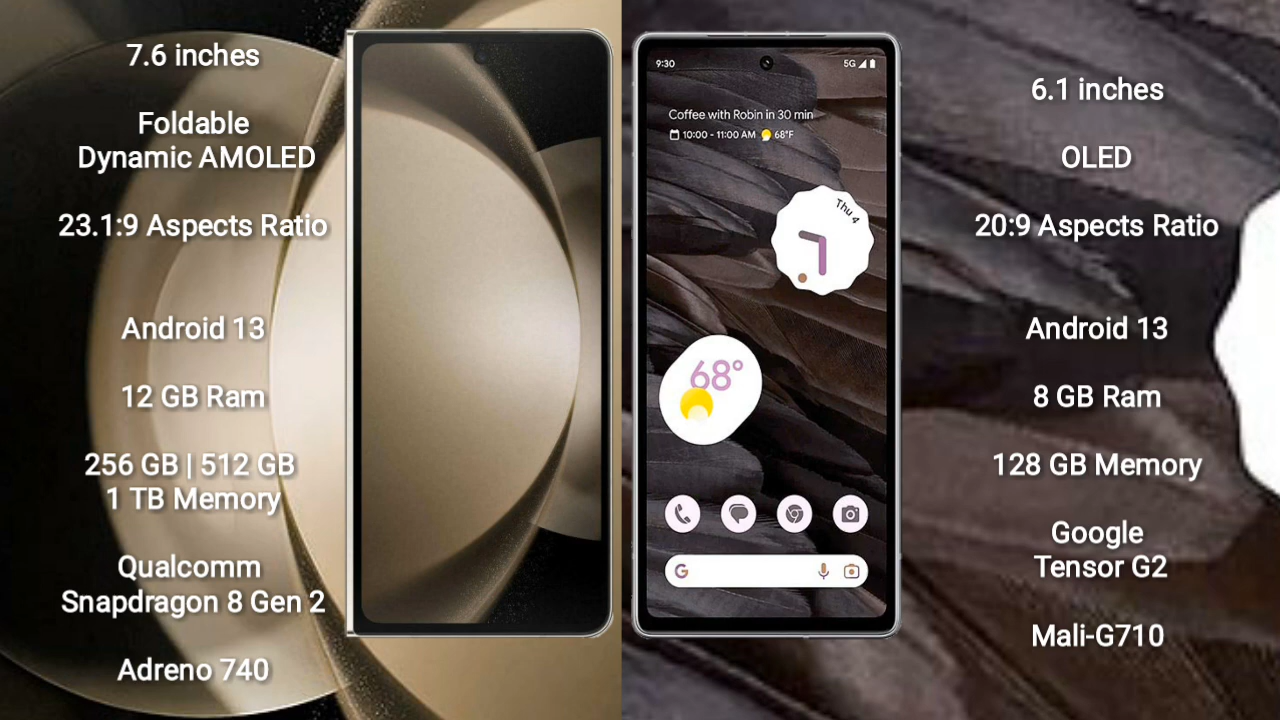 7.6 inches
Foldable
Dynamic AMOLED
23.1:9 Aspects Ratio
Android 13
12 GB Ram
256 GB | 512 GB
1 TB Memory
Qualcomm
Snapdragon 8 Gen 2
Adreno 740
9:30
5G
Coffee with Robin in 30 min
10:00 - 11:00 AM 68°F
Thu 4
68°
G
6.1 inches
OLED
20:9 Aspects Ratio
Android 13
8 GB Ram
128 GB Memory
Google
Tensor G2
Mali-G710